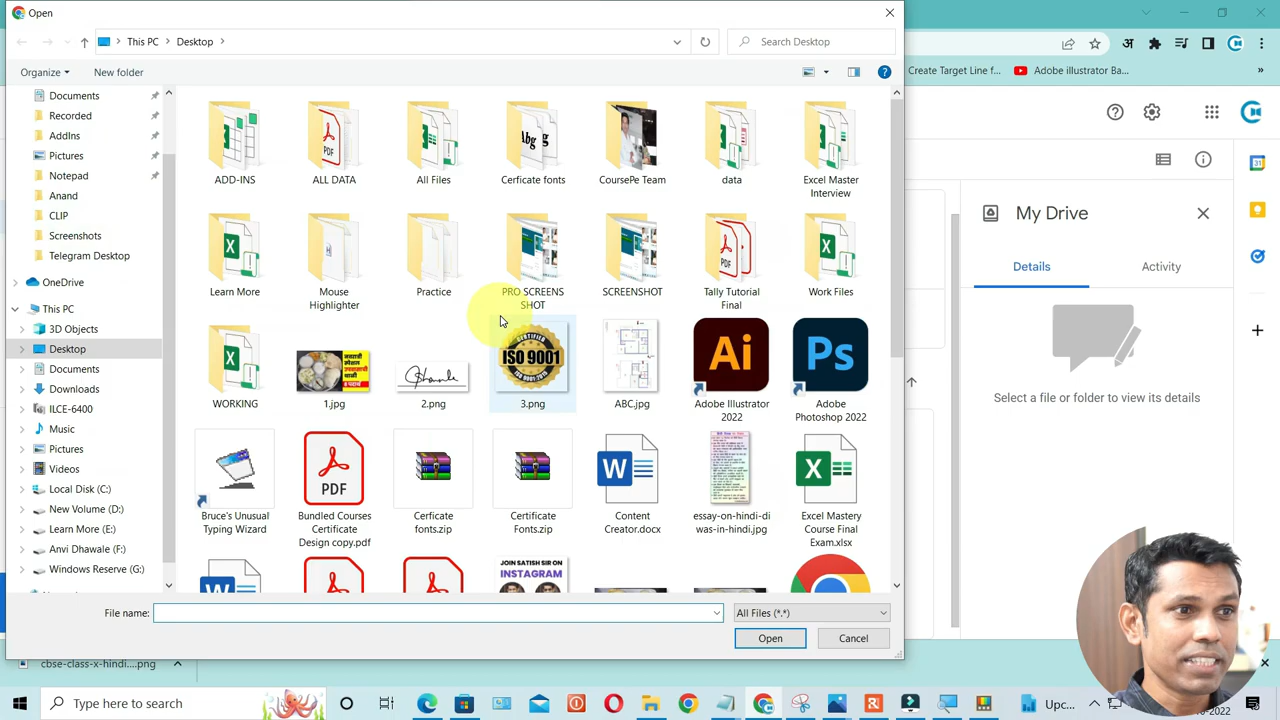 Open
This PC
Desktop
Search Desktop
Organize
New folder
Create Target Line f...
Adobe illustrator Ba...
अ
Documents
Recorded
AddIns
Pictures
Notepad
Anand
CLIP
Screenshots
Telegram Desktop
OneDrive
This PC
3D Objects
Desktop
Documents
Downloads
ILCE-6400
Music
Pictures
Videos
Local Disk (C:)
New Volume (D:)
Learn More (E:)
Anvi Dhawale (F:)
Windows Reserve (G:)
PDF
Abg
ADD-INS
ALL DATA
All Files
Cerficate fonts
CoursePe Team
data
Excel Master
Interview
Learn More
Mouse
Highlighter
Practice
PRO SCREENS
SHOT
SCREENSHOT
Tally Tutorial
Final
Work Files
CERTIFIED
ISO 9001
Ai
Ps
WORKING
1.jpg
2.png
3.png
ABC.jpg
Adobe Illustrator
2022
Adobe
Photoshop 2022
PDF
W
X
Bruce's Unusual
Typing Wizard
Bundled Courses
Certificate
Design copy.pdf
Cerficate
fonts.zip
Certificate
Fonts.zip
Content
Creator.docx
essay-on-hindi-di
was-in-hindi.jpg
Excel Mastery
Course Final
Exam.xlsx
JOIN SATISH SIR ON
INSTAGRAM
File name:
All Files (*.*)
Open
Cancel
My Drive
Details
Activity
Select a file or folder to view its details
31
cbse-class-x-hindi....png
Type here to search
Upc...